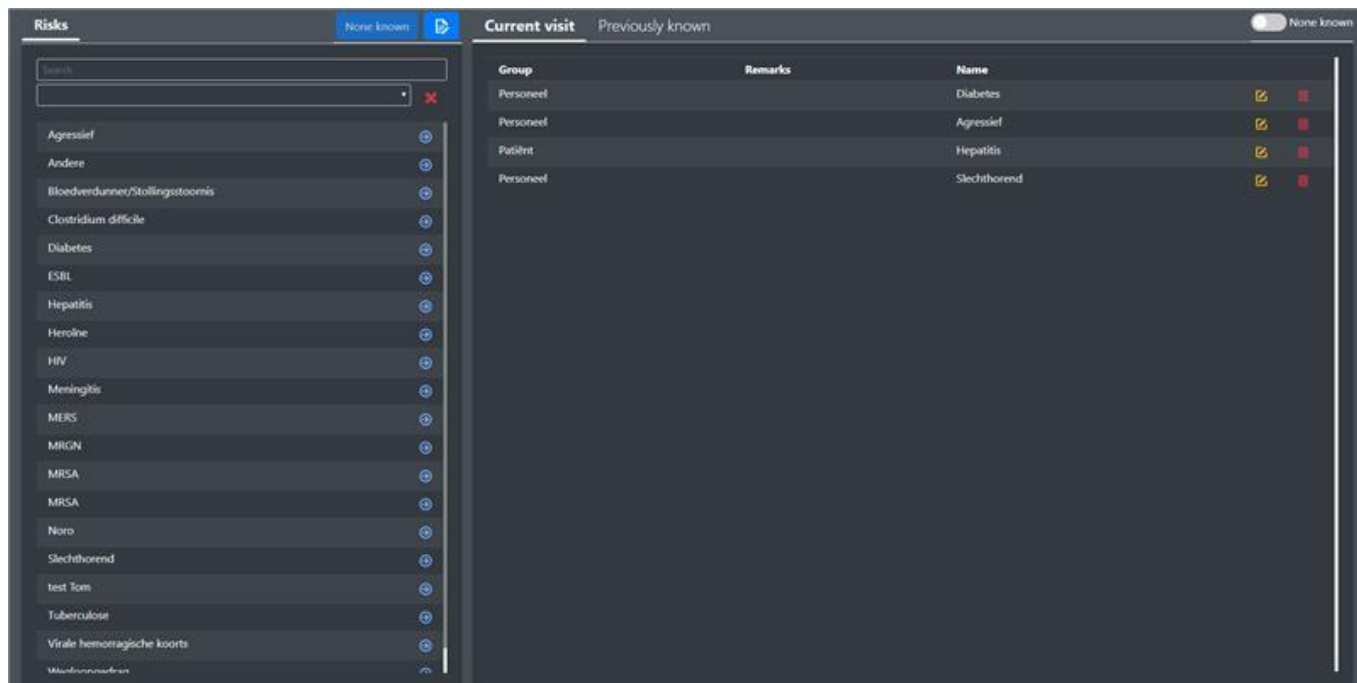 Risks
None known
Search
Agressief
Andere
Bloedverdunner/Stollingsstoornis
Clostridium difficile
Diabetes
ESBL
Hepatitis
Heroïne
HIV
Meningitis
MERS
MRGN
MRSA
MRSA
Noro
Slechthorend
test Tom
Tuberculose
Virale hemorragische koorts
Wegloopgedrag
Current visit Previously known
None known
Group Remarks Name
Personeel Diabetes
Personeel Agressief
Patiënt Hepatitis
Personeel Slechthorend